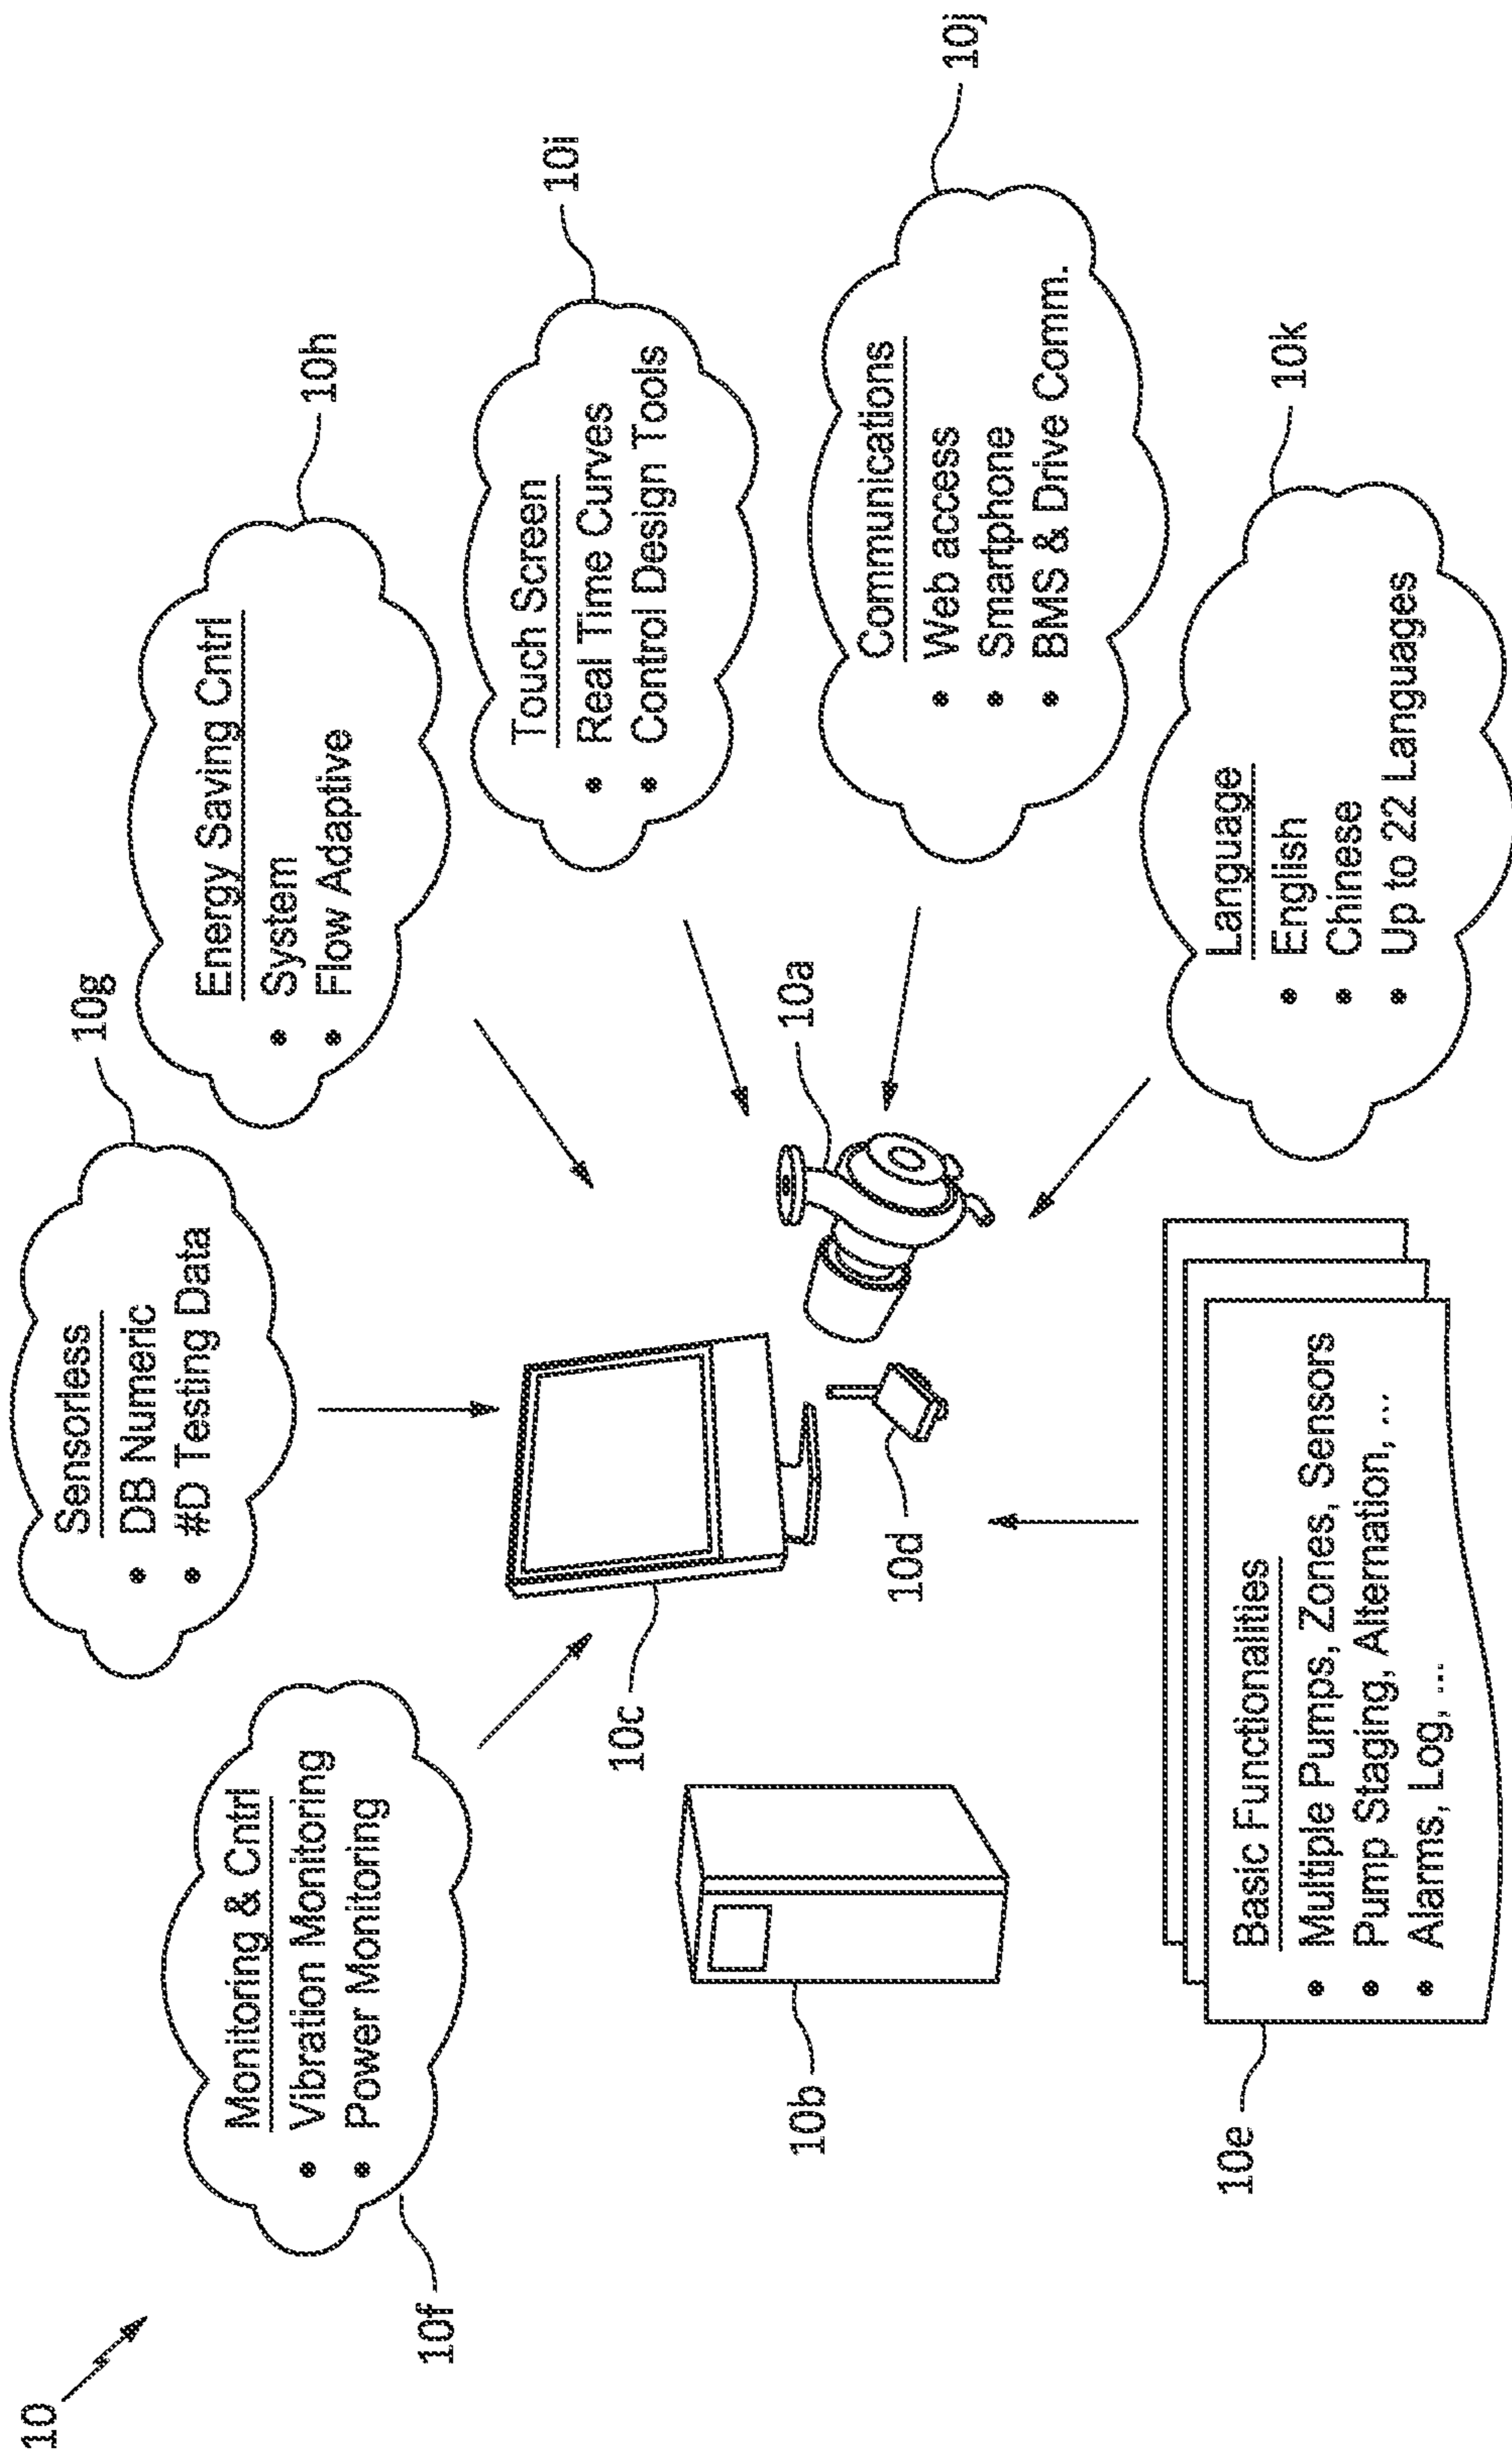 10
10f
Monitoring & Cntrl
• Vibration Monitoring
• Power Monitoring
10g
Sensorless
• DB Numeric
• #D Testing Data
10h
Energy Saving Cntrl
• System
• Flow Adaptive
10i
Touch Screen
• Real Time Curves
• Control Design Tools
10j
Communications
• Web access
• Smartphone
• BMS & Drive Comm.
10k
Language
• English
• Chinese
• Up to 22 Languages
10a
10b
10c
10d
10e
Basic Functionalities
• Multiple Pumps, Zones, Sensors
• Pump Staging, Alternation, ...
• Alarms, Log, ...